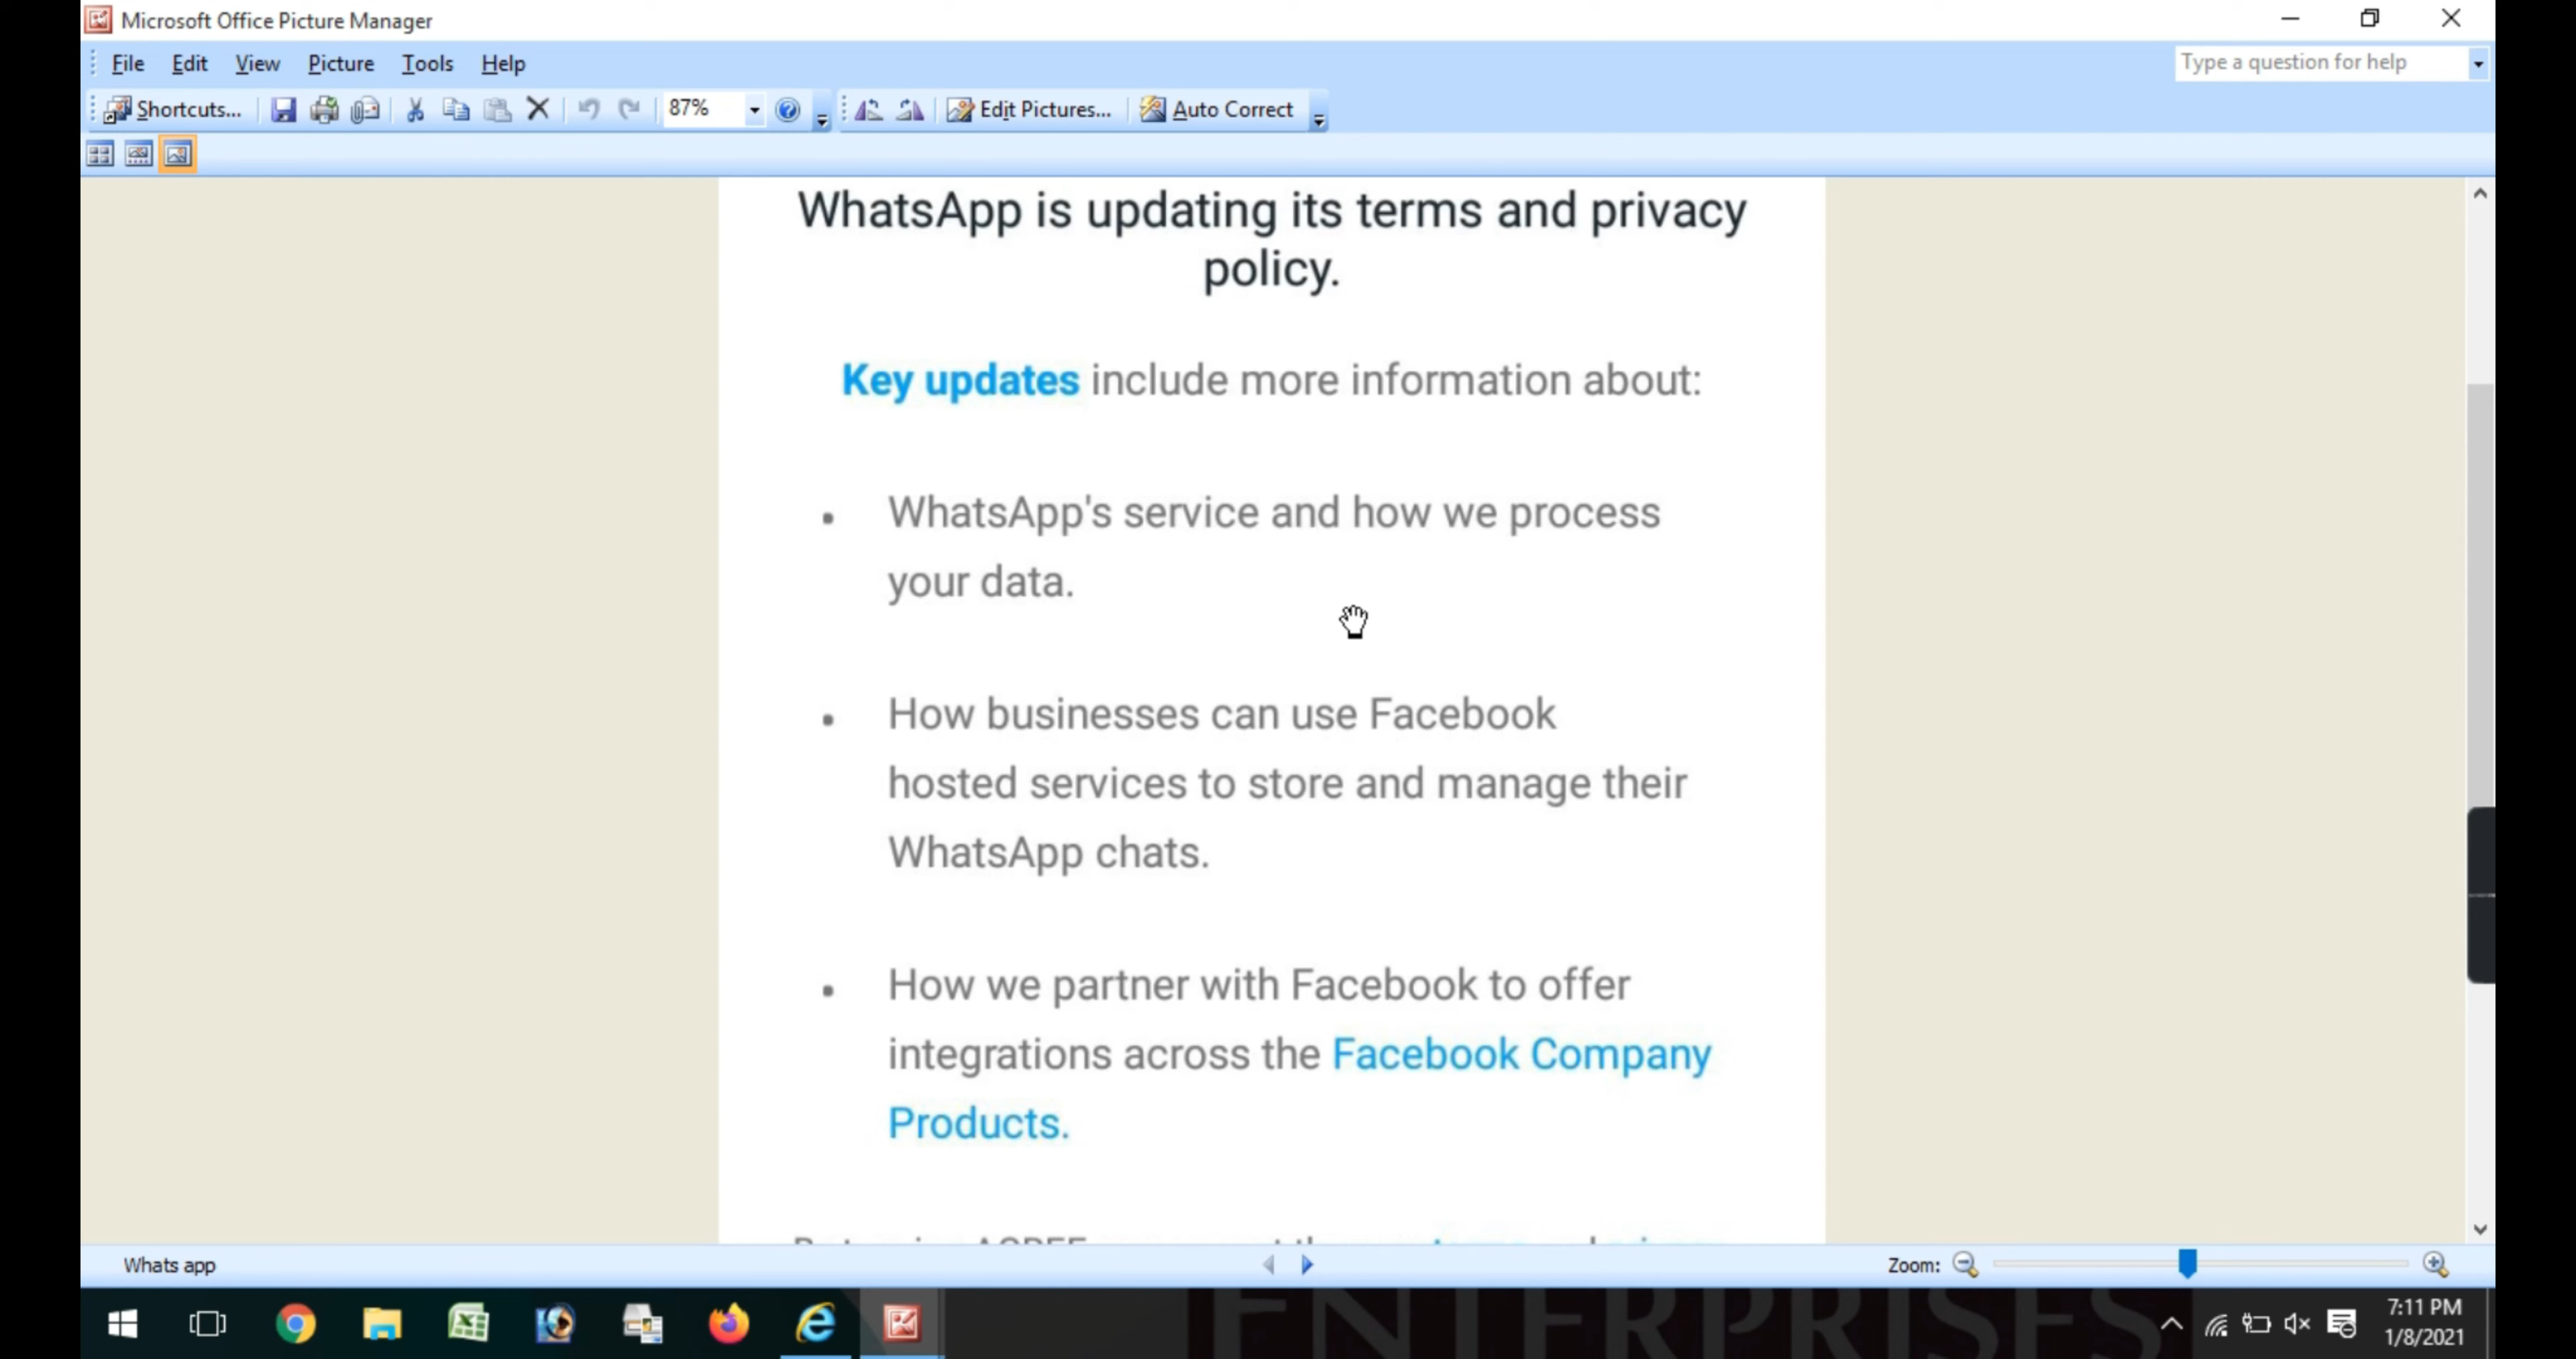 Microsoft Office Picture Manager
File Edit View Picture Tools Help
Type a question for help
Shortcuts... 87% Edit Pictures... Auto Correct
WhatsApp is updating its terms and privacy
policy.
Key updates include more information about:
WhatsApp's service and how we process
your data.
How businesses can use Facebook
hosted services to store and manage their
WhatsApp chats.
How we partner with Facebook to offer
integrations across the Facebook Company
Products.
Whats app
Zoom:
ENTERPRISES
7:11 PM
1/8/2021